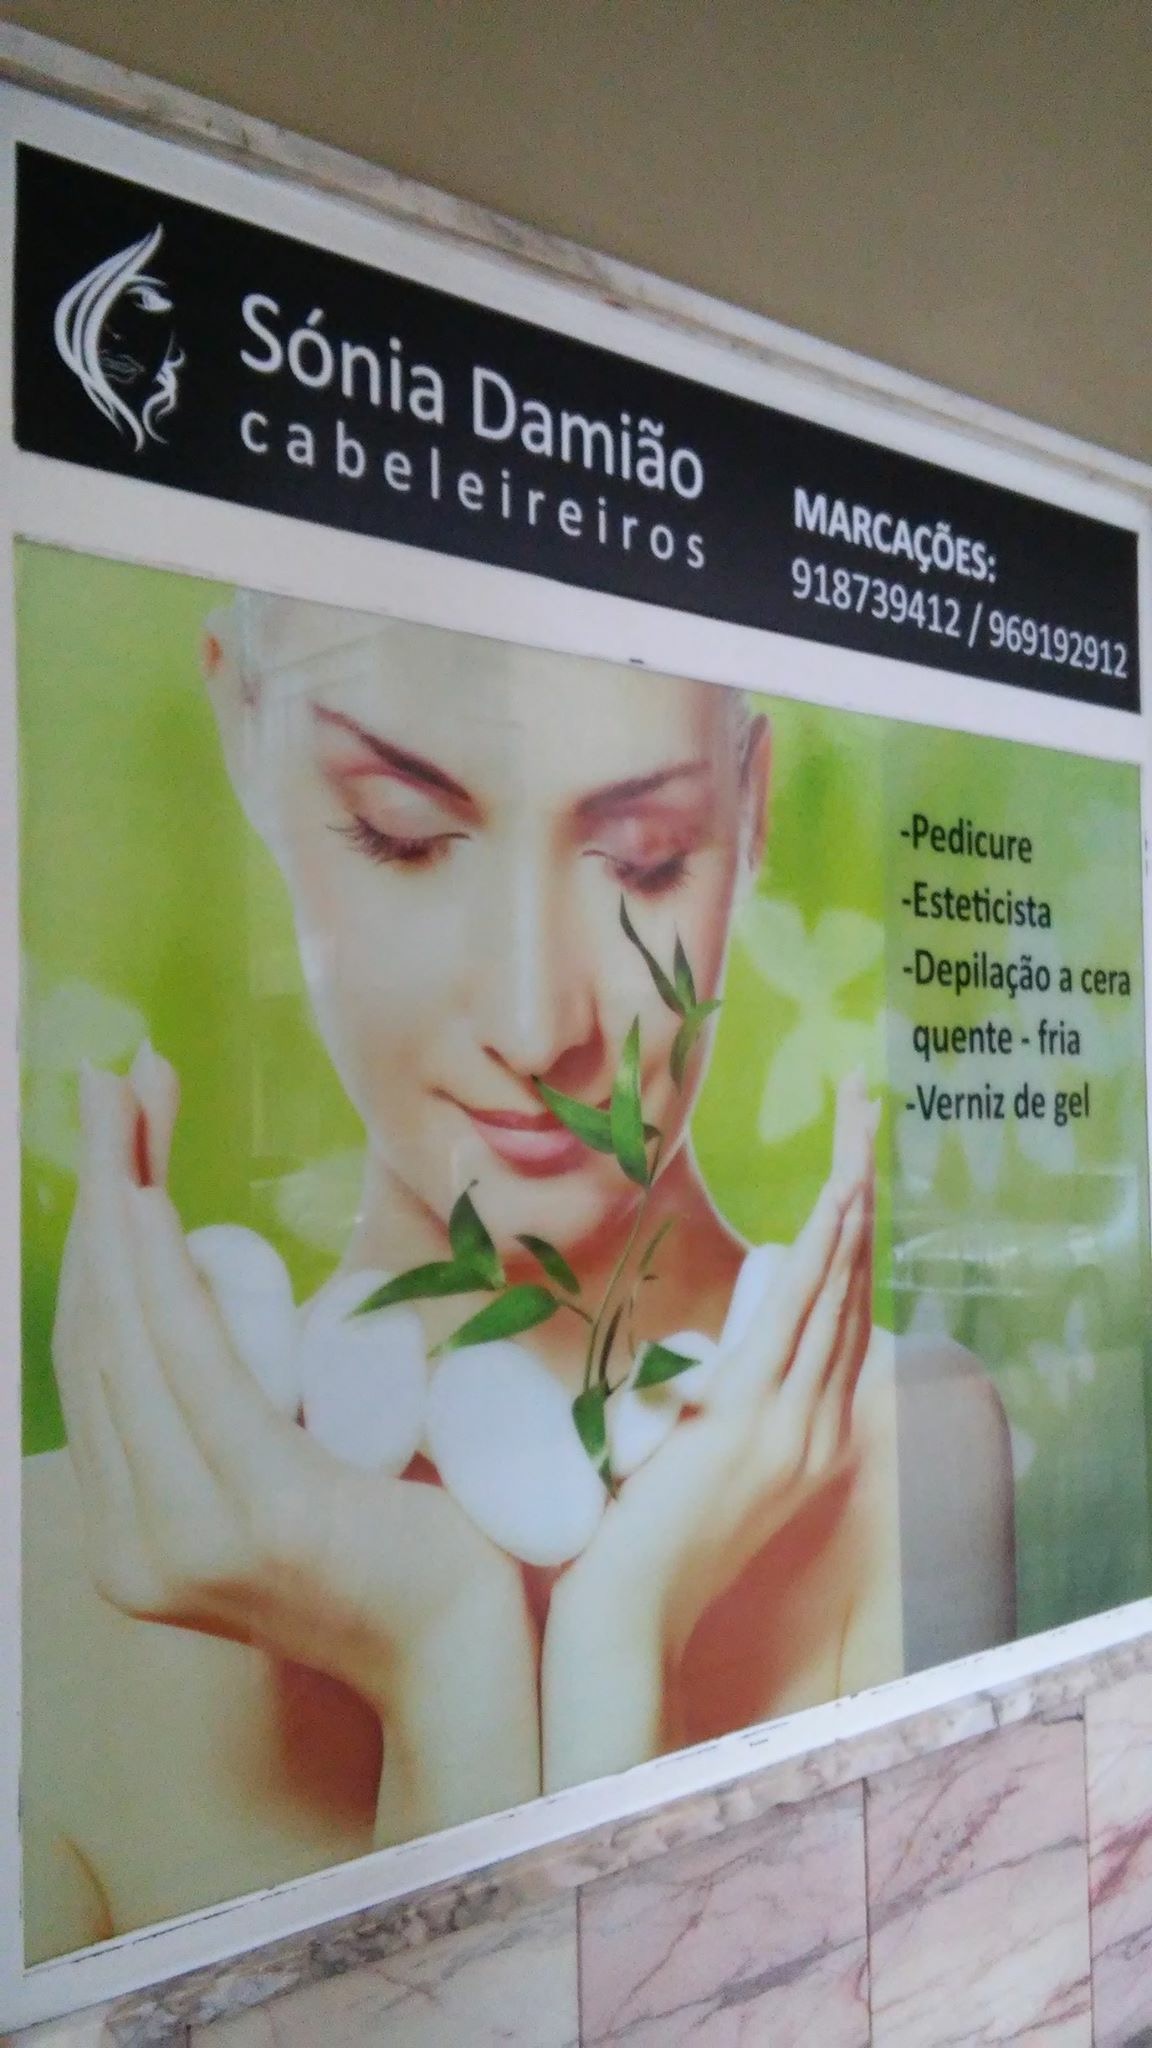 Sónia Damião
cabeleireiros
MARCAÇÕES:
918739412 / 969192912
-Pedicure
-Esteticista
-Depilação a cera
quente - fria
-Verniz de gel